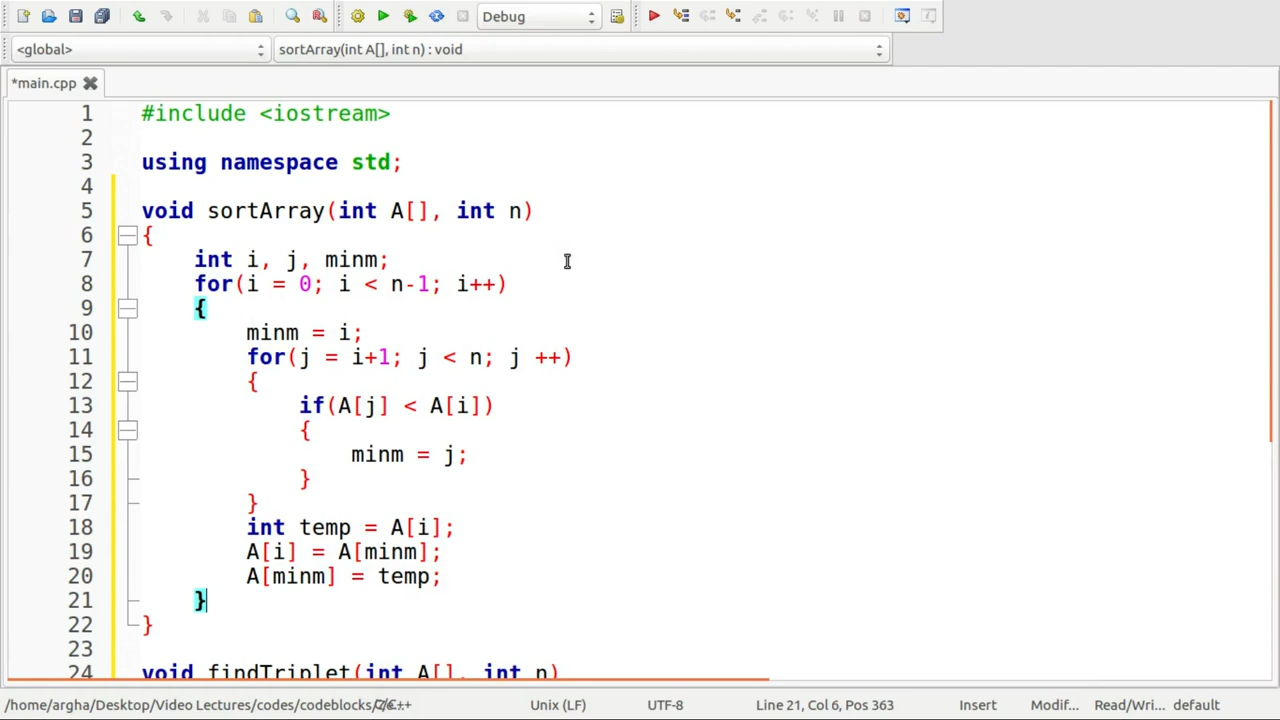 Debug
<global> sortArray(int A[], int n) : void
*main.cpp
1 #include <iostream>
2
3 using namespace std;
4
5 void sortArray(int A[], int n)
6 {
7 int i, j, minm;
8 for(i = 0; i < n-1; i++)
9 {
10 minm = i;
11 for(j = i+1; j < n; j ++)
12 {
13 if(A[j] < A[i])
14 {
15 minm = j;
16 }
17 }
18 int temp = A[i];
19 A[i] = A[minm];
20 A[minm] = temp;
21 }
22 }
23
24 void findTriplet(int A[], int n)
/home/argha/Desktop/Video Lectures/codes/codeblocks/ C/C++ Unix (LF) UTF-8 Line 21, Col 6, Pos 363 Insert Modif... Read/Wri... default